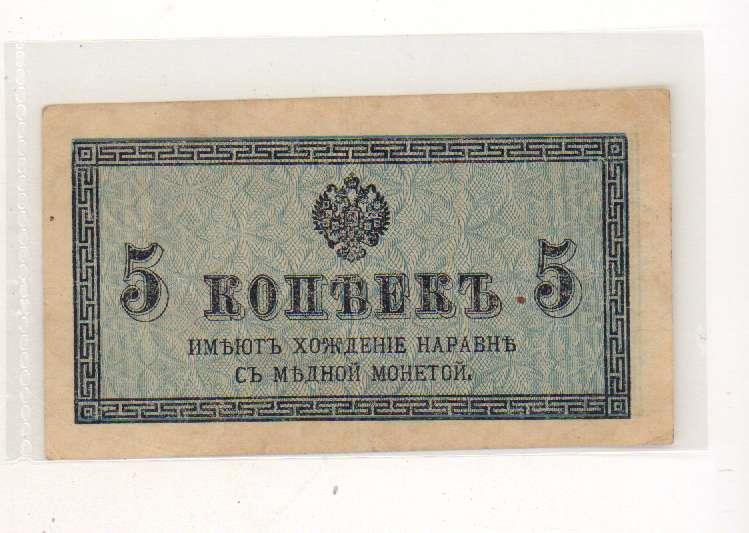 5 КОПѢЕКЪ 5
ИМѢЮТЪ ХОЖДЕНІЕ НАРАВНѢ
СЪ МѢДНОЙ МОНЕТОЙ.